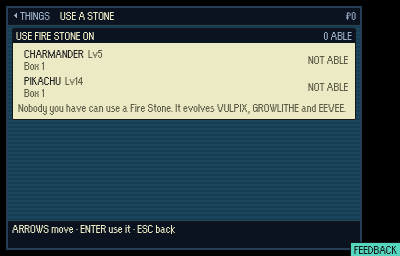 THINGS USE A STONE ₽0
USE FIRE STONE ON 0 ABLE
CHARMANDER Lv5
Box 1 NOT ABLE
PIKACHU Lv14
Box 1 NOT ABLE
Nobody you have can use a Fire Stone. It evolves VULPIX, GROWLITHE and EEVEE.
ARROWS move · ENTER use it · ESC back
FEEDBACK